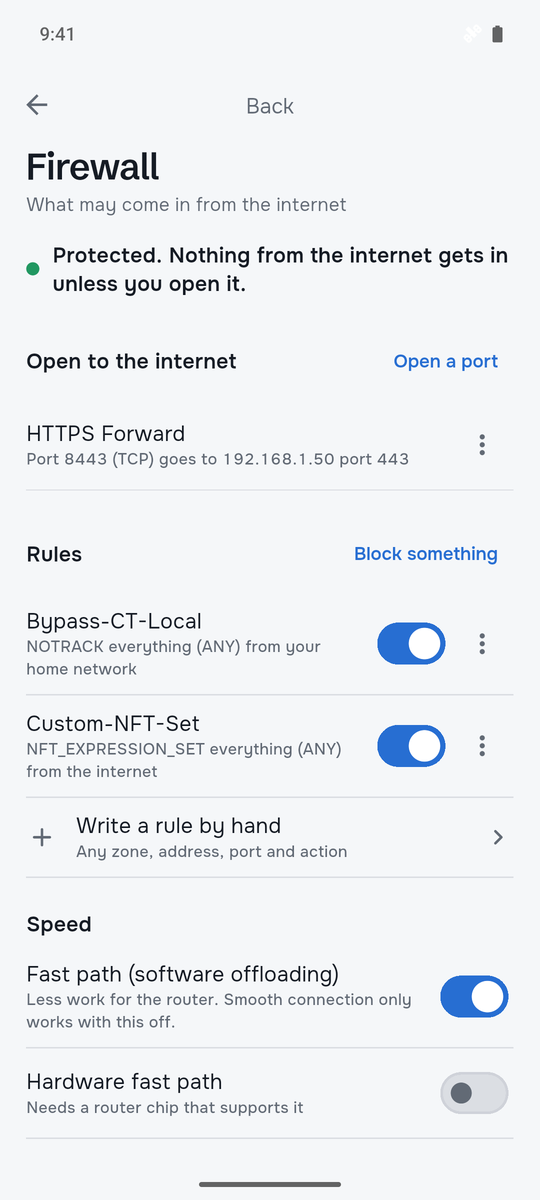 9:41
Back
Firewall
What may come in from the internet
Protected. Nothing from the internet gets in
unless you open it.
Open to the internet
Open a port
HTTPS Forward
Port 8443 (TCP) goes to 192.168.1.50 port 443
Rules
Block something
Bypass-CT-Local
NOTRACK everything (ANY) from your
home network
Custom-NFT-Set
NFT_EXPRESSION_SET everything (ANY)
from the internet
Write a rule by hand
Any zone, address, port and action
Speed
Fast path (software offloading)
Less work for the router. Smooth connection only
works with this off.
Hardware fast path
Needs a router chip that supports it